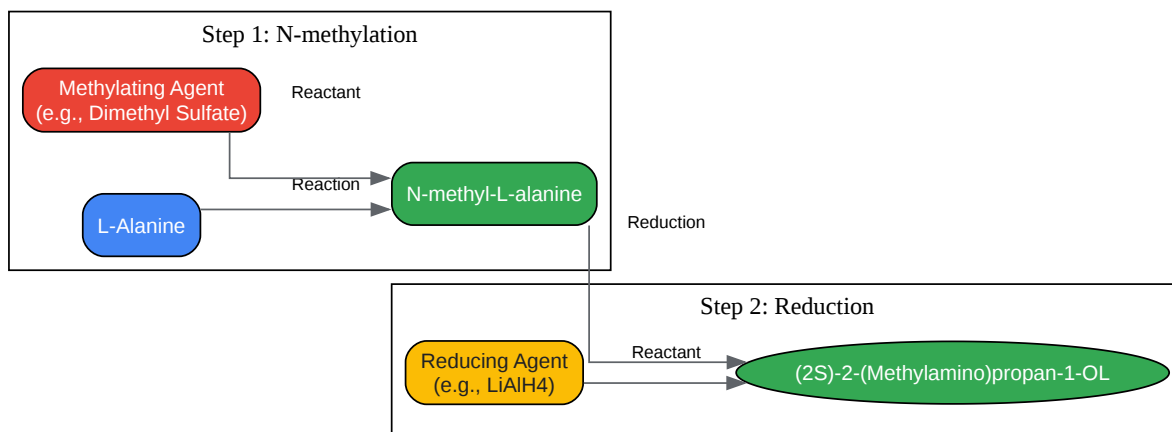 Step 1: N-methylation
Methylating Agent
(e.g., Dimethyl Sulfate)
Reactant
Reaction
N-methyl-L-alanine
L-Alanine
Reduction
Step 2: Reduction
Reducing Agent
(e.g., LiAlH4)
Reactant
(2S)-2-(Methylamino)propan-1-OL